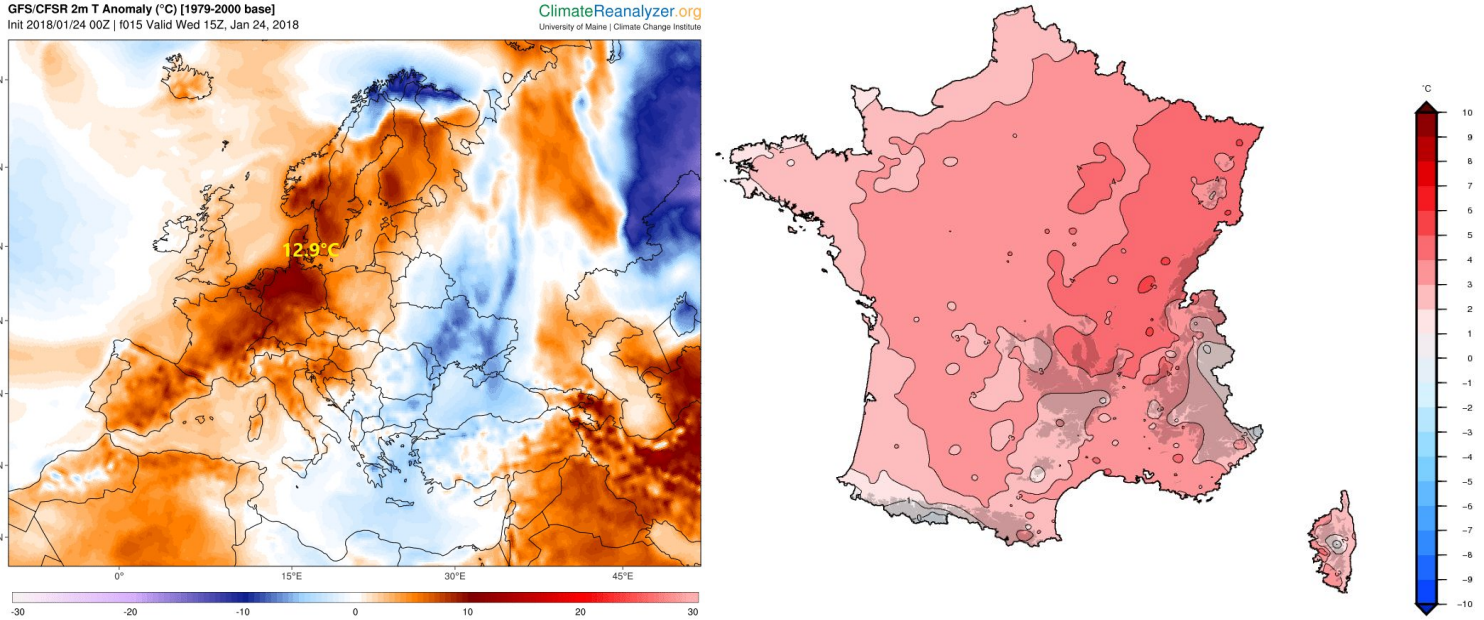 GFS/CFSR 2m T Anomaly (°C) [1979-2000 base]
Init 2018/01/24 00Z | f015 Valid Wed 15Z, Jan 24, 2018
ClimateReanalyzer.org
University of Maine | Climate Change Institute
12.9°C
0° 15°E 30°E 45°E
-30 -20 -10 0 10 20 30
°C
10
9
8
7
6
5
4
3
2
1
0
-1
-2
-3
-4
-5
-6
-7
-8
-9
-10